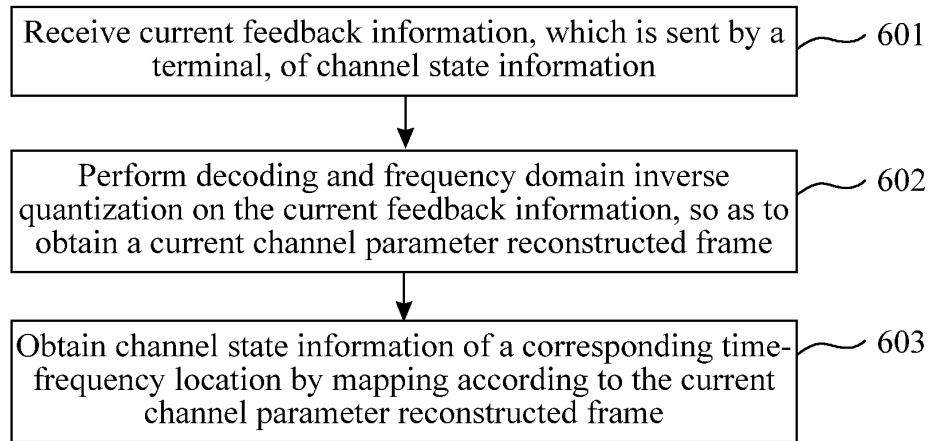 Receive current feedback information, which is sent by a
terminal, of channel state information
601
Perform decoding and frequency domain inverse
quantization on the current feedback information, so as to
obtain a current channel parameter reconstructed frame
602
Obtain channel state information of a corresponding time-
frequency location by mapping according to the current
channel parameter reconstructed frame
603